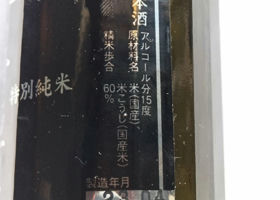 本酒
アルコール分15度
原材料名 米(国産)、
米こうじ(国産米)
精米歩合 60%
製造年月
特別純米